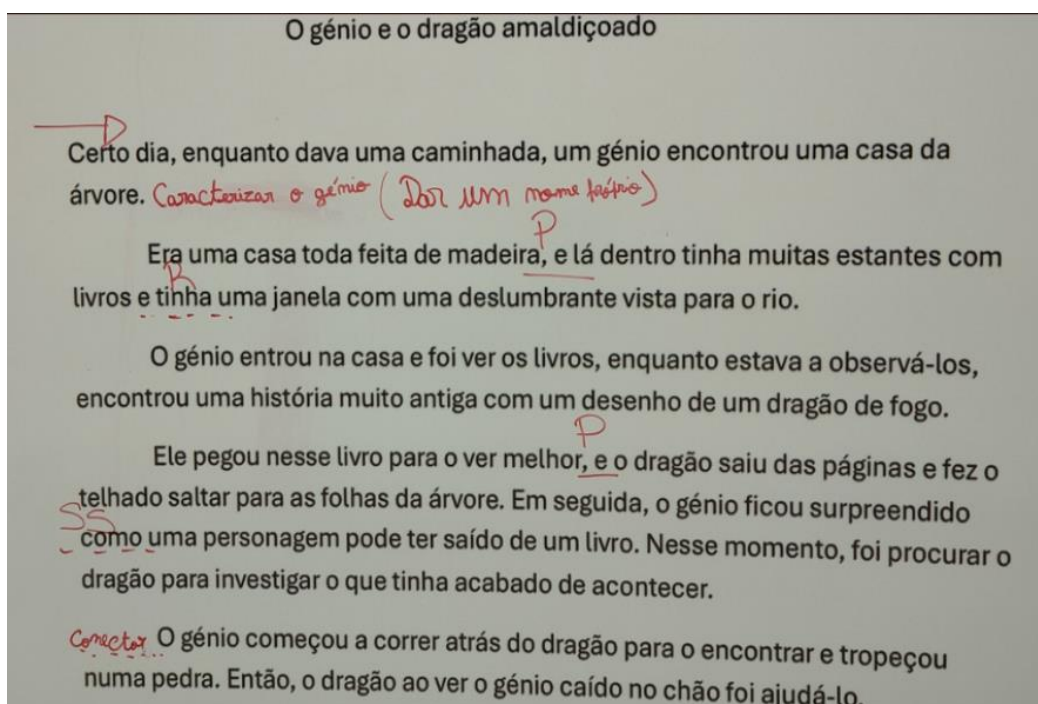 O génio e o dragão amaldiçoado
Certo dia, enquanto dava uma caminhada, um génio encontrou uma casa da
árvore. Caracterizar o génio (Dar um nome próprio)
P
Era uma casa toda feita de madeira, e lá dentro tinha muitas estantes com
R
livros e tinha uma janela com uma deslumbrante vista para o rio.
O génio entrou na casa e foi ver os livros, enquanto estava a observá-los,
encontrou uma história muito antiga com um desenho de um dragão de fogo.
P
Ele pegou nesse livro para o ver melhor, e o dragão saiu das páginas e fez o
telhado saltar para as folhas da árvore. Em seguida, o génio ficou surpreendido
SS
como uma personagem pode ter saído de um livro. Nesse momento, foi procurar o
dragão para investigar o que tinha acabado de acontecer.
Conector O génio começou a correr atrás do dragão para o encontrar e tropeçou
numa pedra. Então, o dragão ao ver o génio caído no chão foi ajudá-lo.